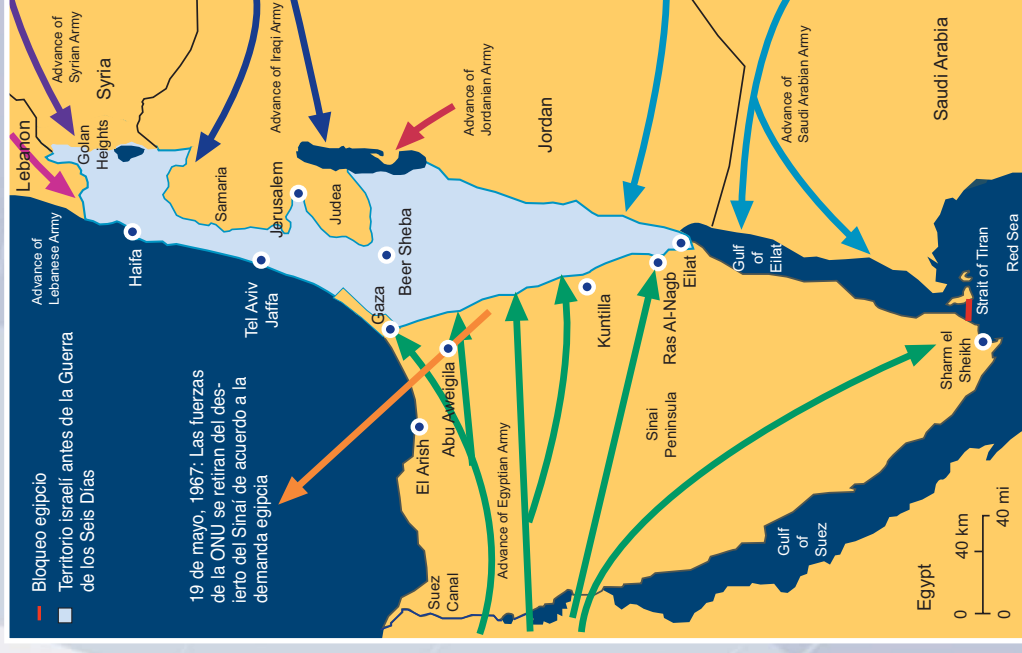 Bloqueo egipcio
Territorio israelí antes de la Guerra
de los Seis Días
19 de mayo, 1967: Las fuerzas
de la ONU se retiran del des-
ierto del Sinaí de acuerdo a la
demanda egipcia
Advance of
Lebanese Army
Lebanon
Advance of
Syrian Army
Syria
Golan
Heights
Haifa
Samaria
Advance of Iraqi Army
Tel Aviv
Jaffa
Jerusalem
Judea
Advance of
Jordanian Army
Jordan
Gaza
Beer Sheba
El Arish
Abu Aweigila
Advance of Egyptian Army
Kuntilla
Suez
Canal
Sinai
Peninsula
Ras Al-Nagb
Eilat
Gulf
of
Eilat
Advance of
Saudi Arabian Army
Saudi Arabia
Gulf
of
Suez
Sharm el
Sheikh
Strait of Tiran
Red Sea
Egypt
0 40 km
0 40 mi